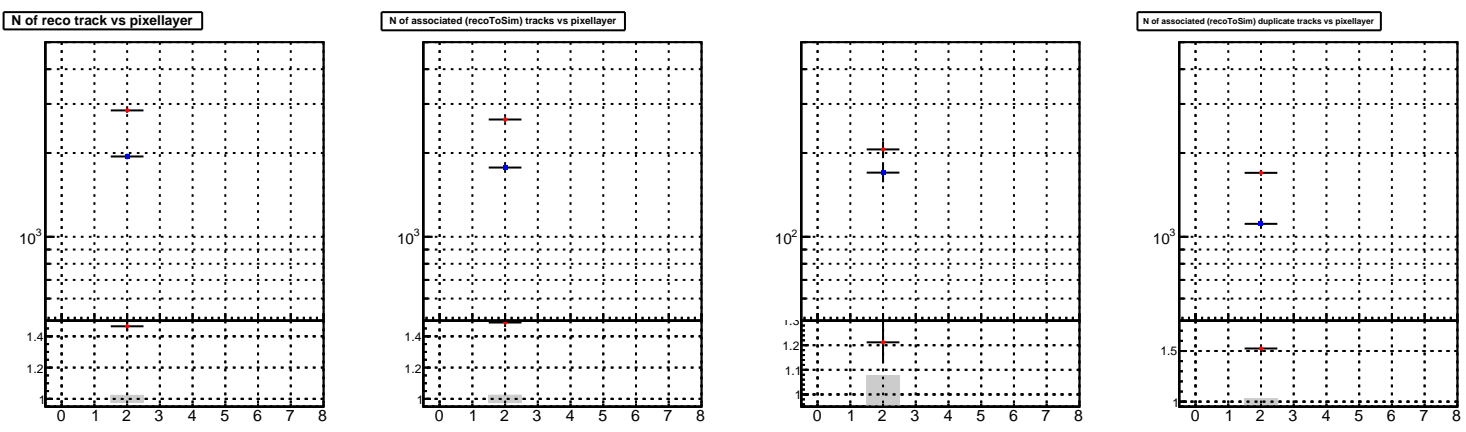 N of reco track vs pixellayer
N of associated (recoToSim) tracks vs pixellayer
N of associated (recoToSim) duplicate tracks vs pixellayer
10³
10³
10²
10³
1.4
1.2
1
1.4
1.2
1
1.3
1.2
1.1
1
1.5
1
0 1 2 3 4 5 6 7 8
0 1 2 3 4 5 6 7 8
0 1 2 3 4 5 6 7 8
0 1 2 3 4 5 6 7 8